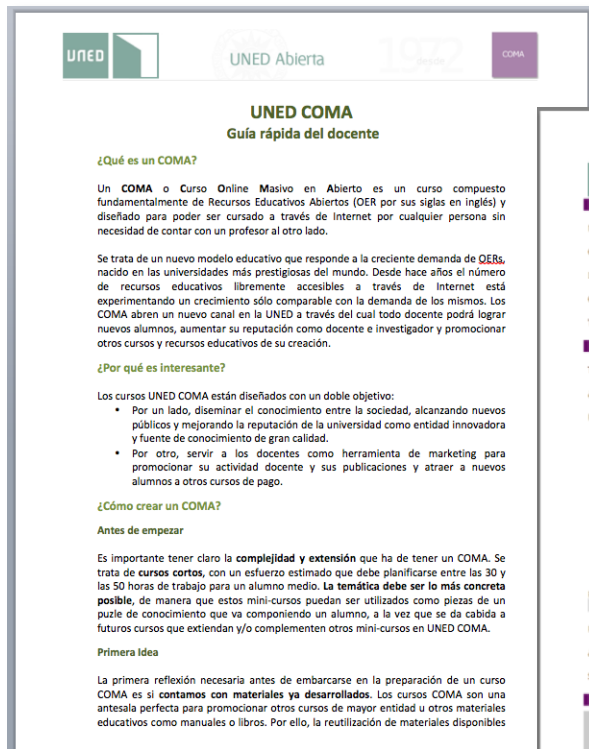 UNED
UNED Abierta
1972
desde
COMA
UNED COMA
Guía rápida del docente
¿Qué es un COMA?
Un COMA o Curso Online Masivo en Abierto es un curso compuesto
fundamentalmente de Recursos Educativos Abiertos (OER por sus siglas en inglés) y
diseñado para poder ser cursado a través de Internet por cualquier persona sin
necesidad de contar con un profesor al otro lado.
Se trata de un nuevo modelo educativo que responde a la creciente demanda de OERs,
nacido en las universidades más prestigiosas del mundo. Desde hace años el número
de recursos educativos libremente accesibles a través de Internet está
experimentando un crecimiento sólo comparable con la demanda de los mismos. Los
COMA abren un nuevo canal en la UNED a través del cual todo docente podrá lograr
nuevos alumnos, aumentar su reputación como docente e investigador y promocionar
otros cursos y recursos educativos de su creación.
¿Por qué es interesante?
Los cursos UNED COMA están diseñados con un doble objetivo:
• Por un lado, diseminar el conocimiento entre la sociedad, alcanzando nuevos
públicos y mejorando la reputación de la universidad como entidad innovadora
y fuente de conocimiento de gran calidad.
• Por otro, servir a los docentes como herramienta de marketing para
promocionar su actividad docente y sus publicaciones y atraer a nuevos
alumnos a otros cursos de pago.
¿Cómo crear un COMA?
Antes de empezar
Es importante tener claro la complejidad y extensión que ha de tener un COMA. Se
trata de cursos cortos, con un esfuerzo estimado que debe planificarse entre las 30 y
las 50 horas de trabajo para un alumno medio. La temática debe ser lo más concreta
posible, de manera que estos mini-cursos puedan ser utilizados como piezas de un
puzle de conocimiento que va componiendo un alumno, a la vez que se da cabida a
futuros cursos que extiendan y/o complementen otros mini-cursos en UNED COMA.
Primera Idea
La primera reflexión necesaria antes de embarcarse en la preparación de un curso
COMA es si contamos con materiales ya desarrollados. Los cursos COMA son una
antesala perfecta para promocionar otros cursos de mayor entidad u otros materiales
educativos como manuales o libros. Por ello, la reutilización de materiales disponibles